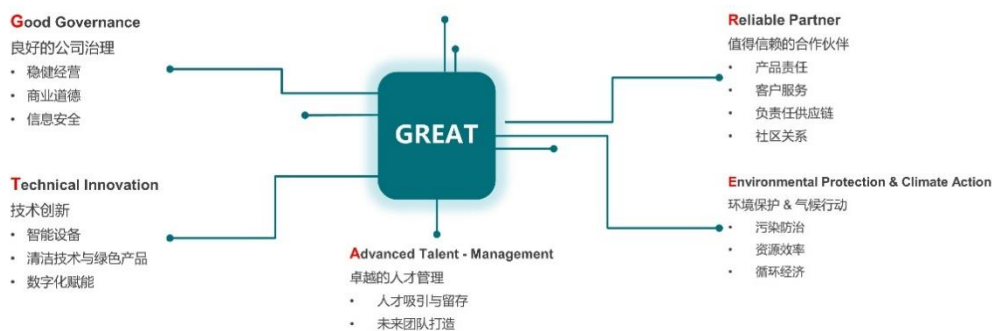 Good Governance
良好的公司治理
• 稳健经营
• 商业道德
• 信息安全
Reliable Partner
值得信赖的合作伙伴
• 产品责任
• 客户服务
• 负责任供应链
• 社区关系
GREAT
Technical Innovation
技术创新
• 智能设备
• 清洁技术与绿色产品
• 数字化赋能
Environmental Protection & Climate Action
环境保护 & 气候行动
• 污染防治
• 资源效率
• 循环经济
Advanced Talent - Management
卓越的人才管理
• 人才吸引与留存
• 未来团队打造